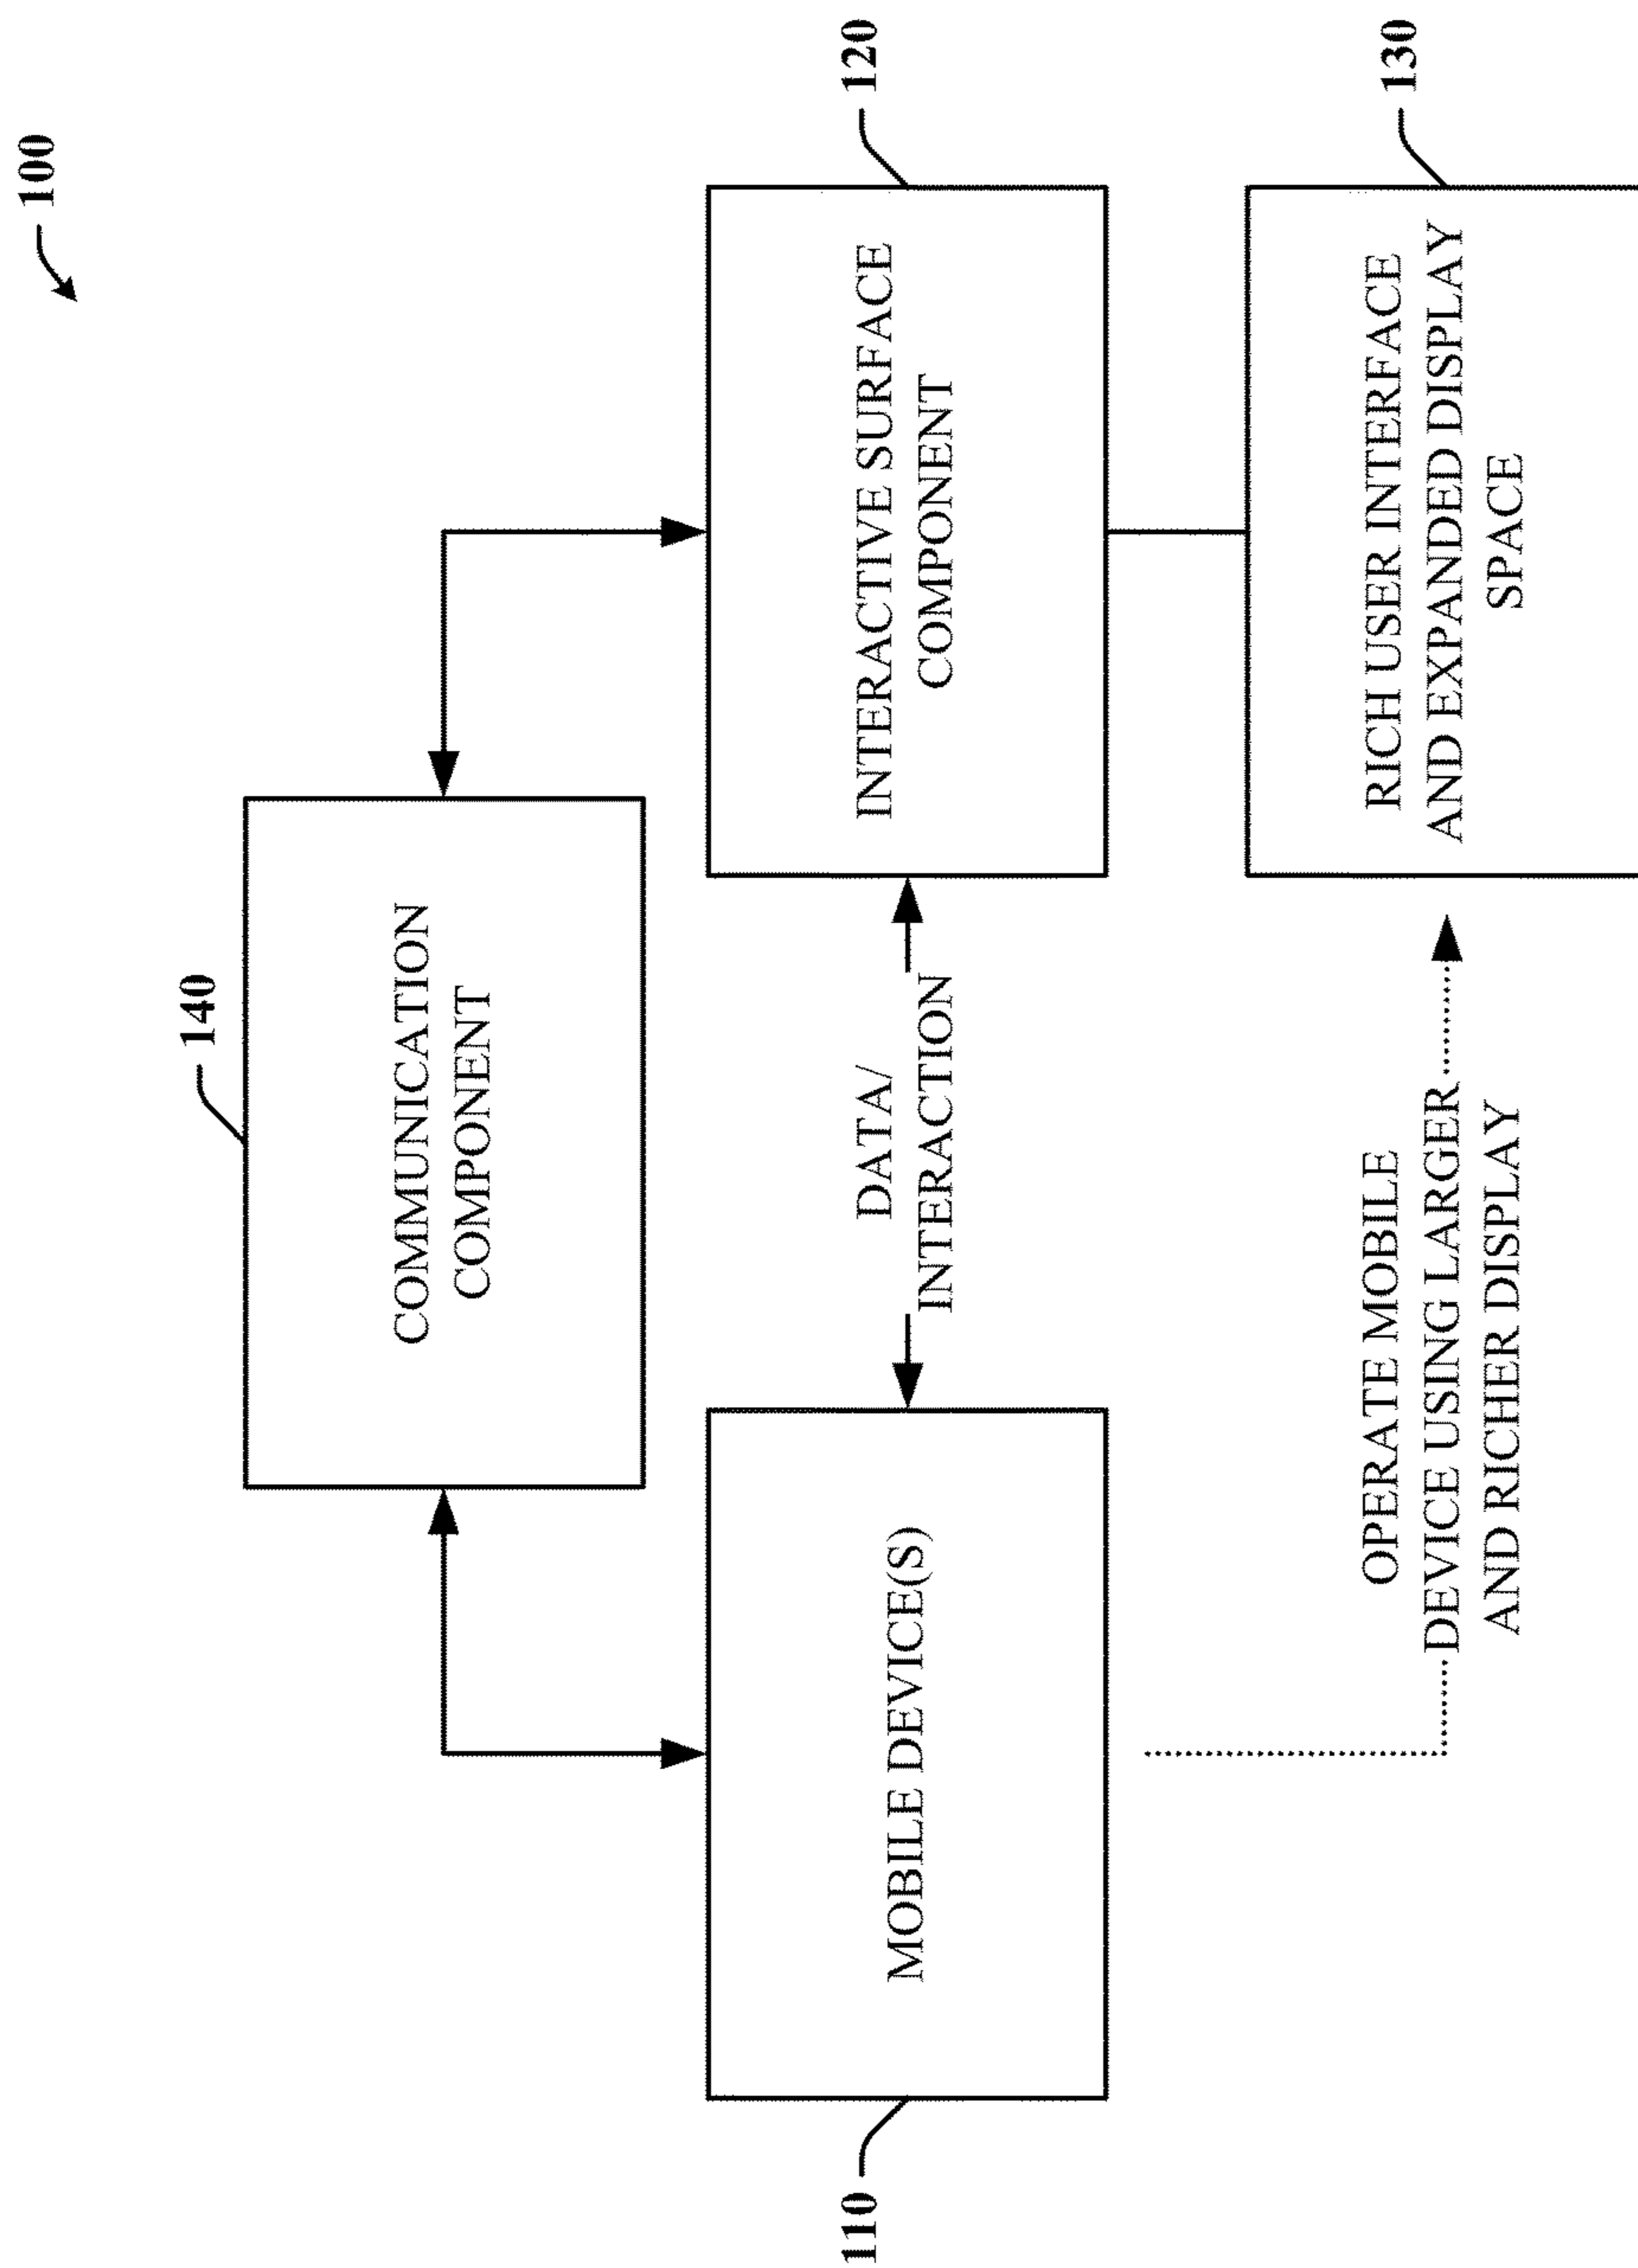 100
140
COMMUNICATION
COMPONENT
110
MOBILE DEVICE(S)
DATA/
INTERACTION
INTERACTIVE SURFACE
COMPONENT
120
OPERATE MOBILE
DEVICE USING LARGER
AND RICHER DISPLAY
RICH USER INTERFACE
AND EXPANDED DISPLAY
SPACE
130